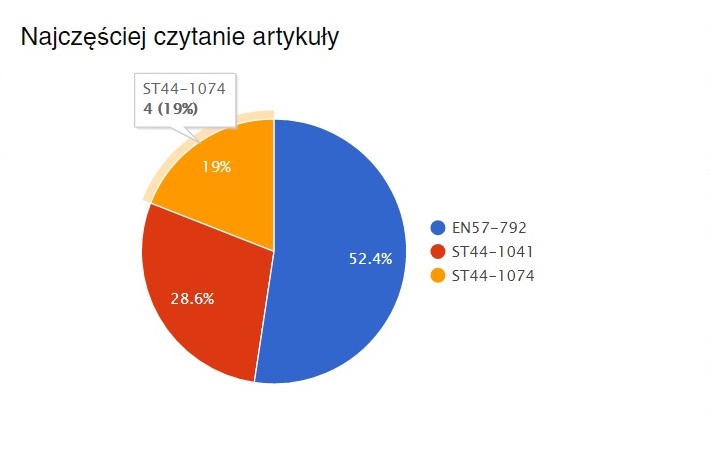 Najczęściej czytanie artykuły
ST44-1074
4 (19%)
19%
52.4%
28.6%
EN57-792
ST44-1041
ST44-1074